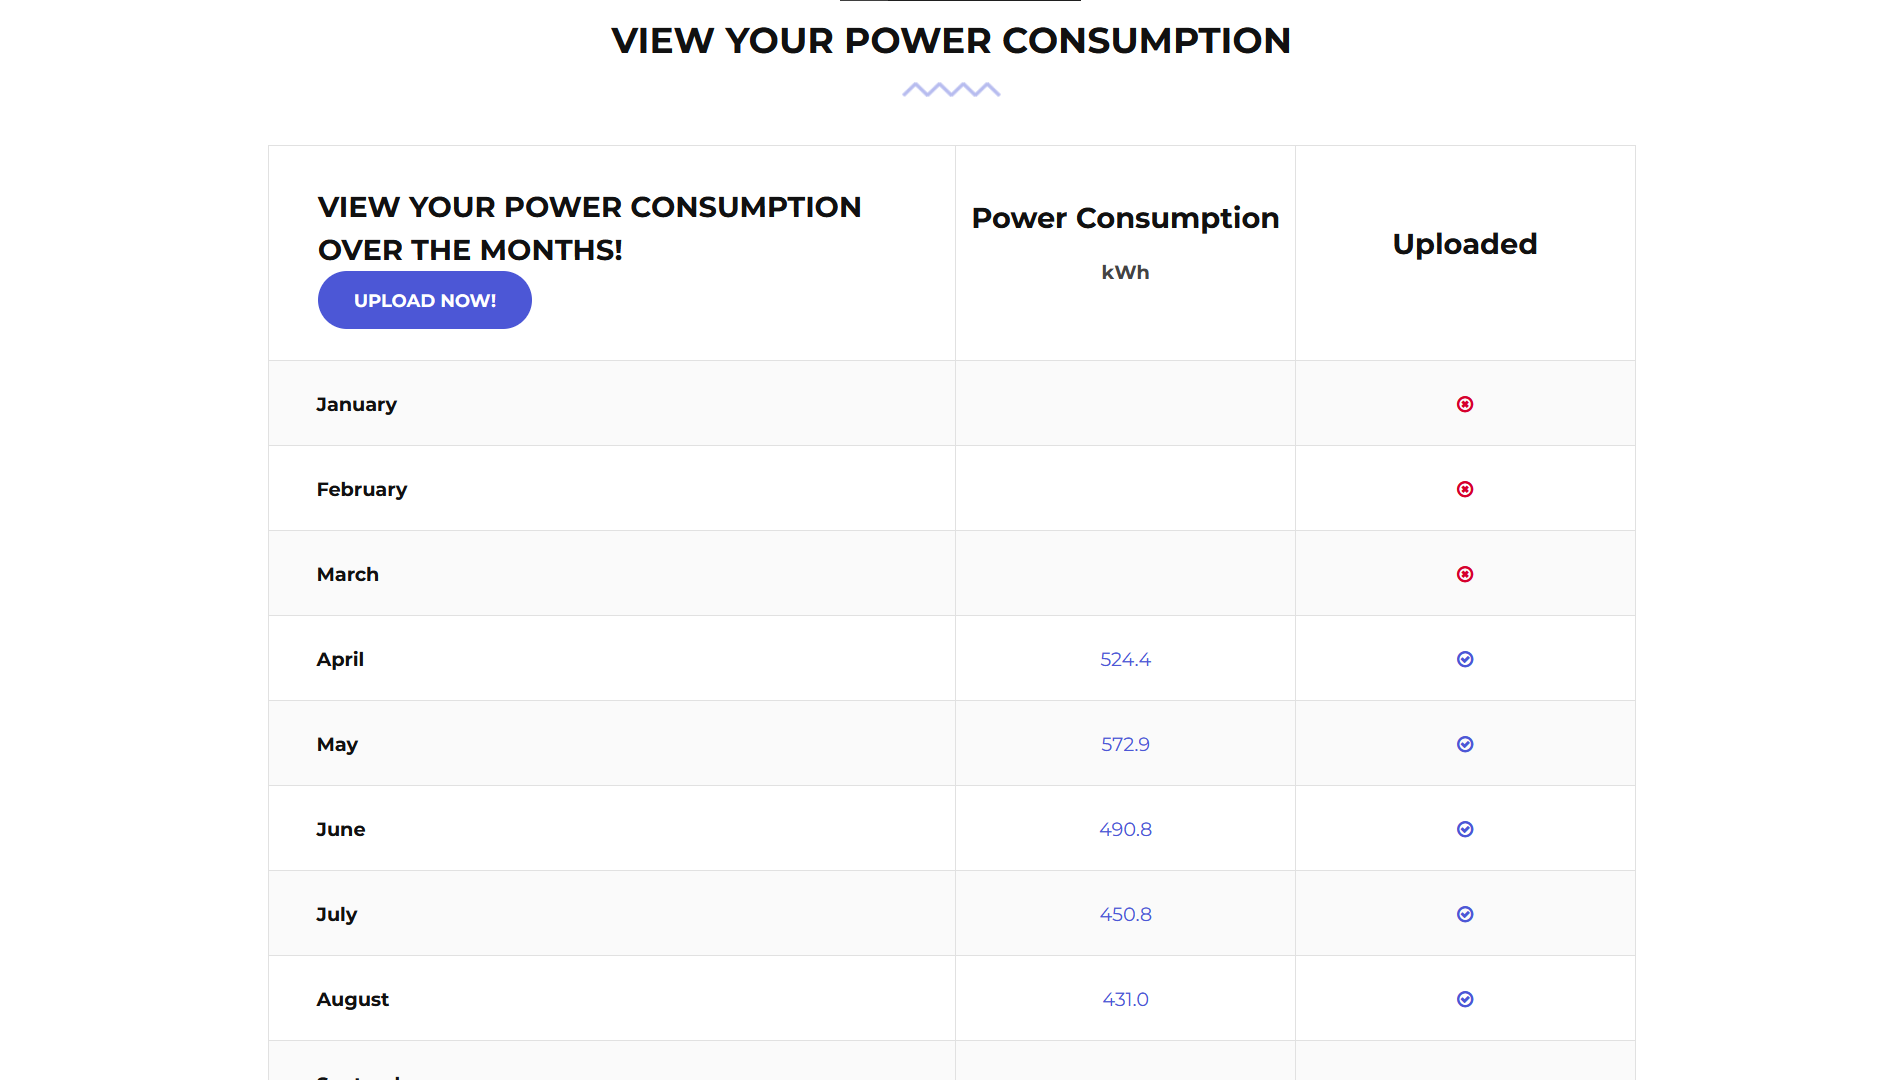 VIEW YOUR POWER CONSUMPTION
VIEW YOUR POWER CONSUMPTION
OVER THE MONTHS!
UPLOAD NOW!
Power Consumption
kWh
Uploaded
January
February
March
April 524.4
May 572.9
June 490.8
July 450.8
August 431.0